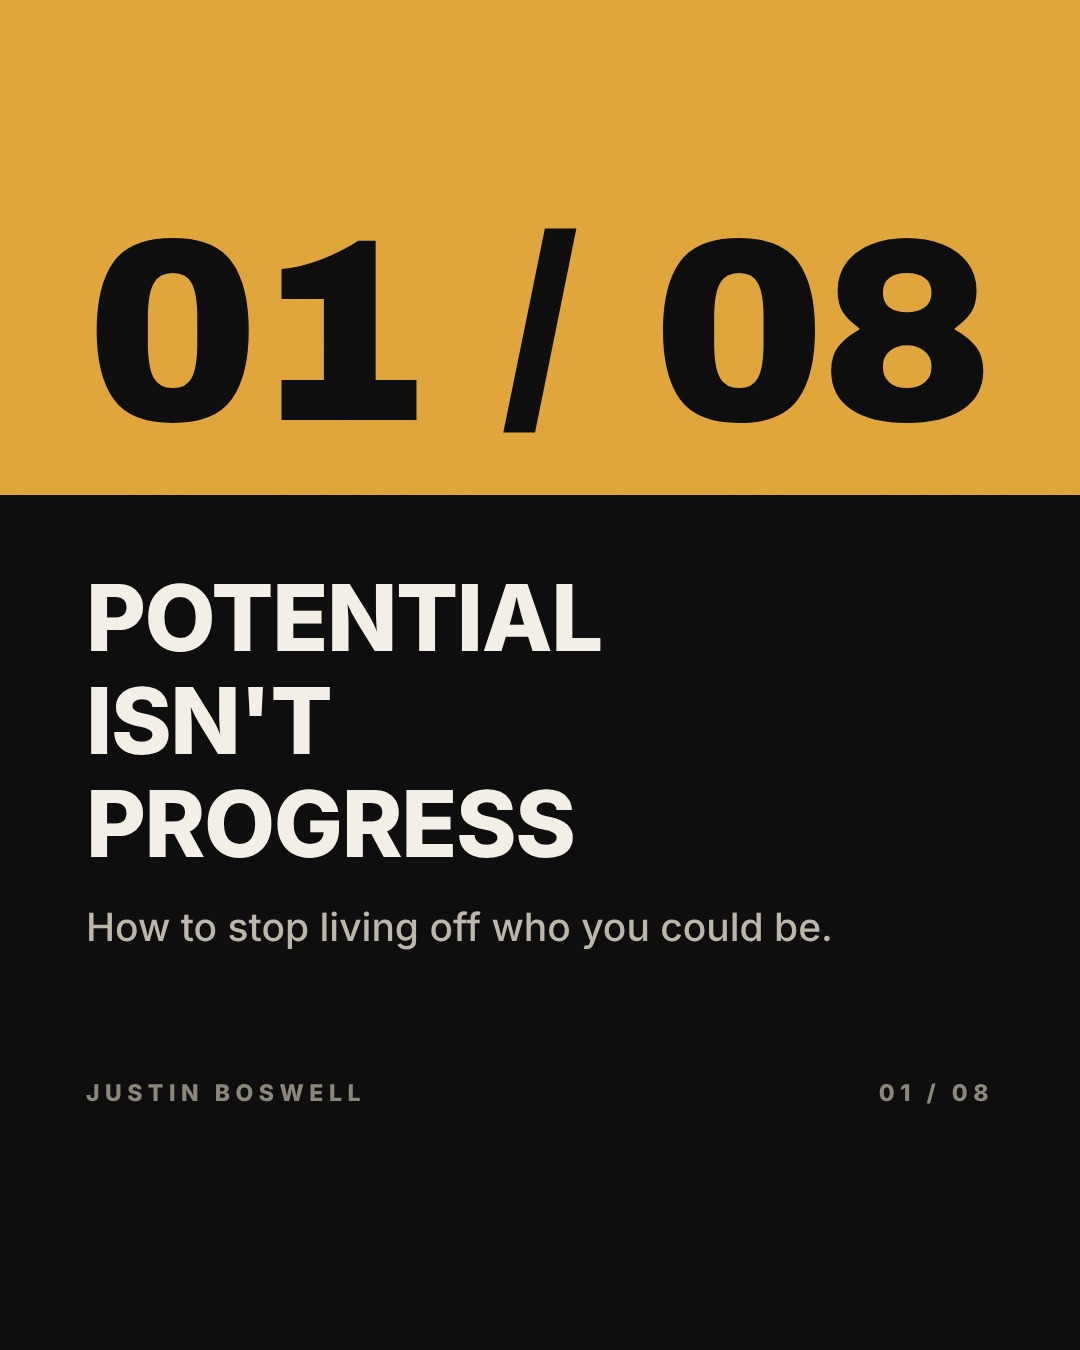 01 / 08
POTENTIAL
ISN'T
PROGRESS
How to stop living off who you could be.
JUSTIN BOSWELL
01 / 08